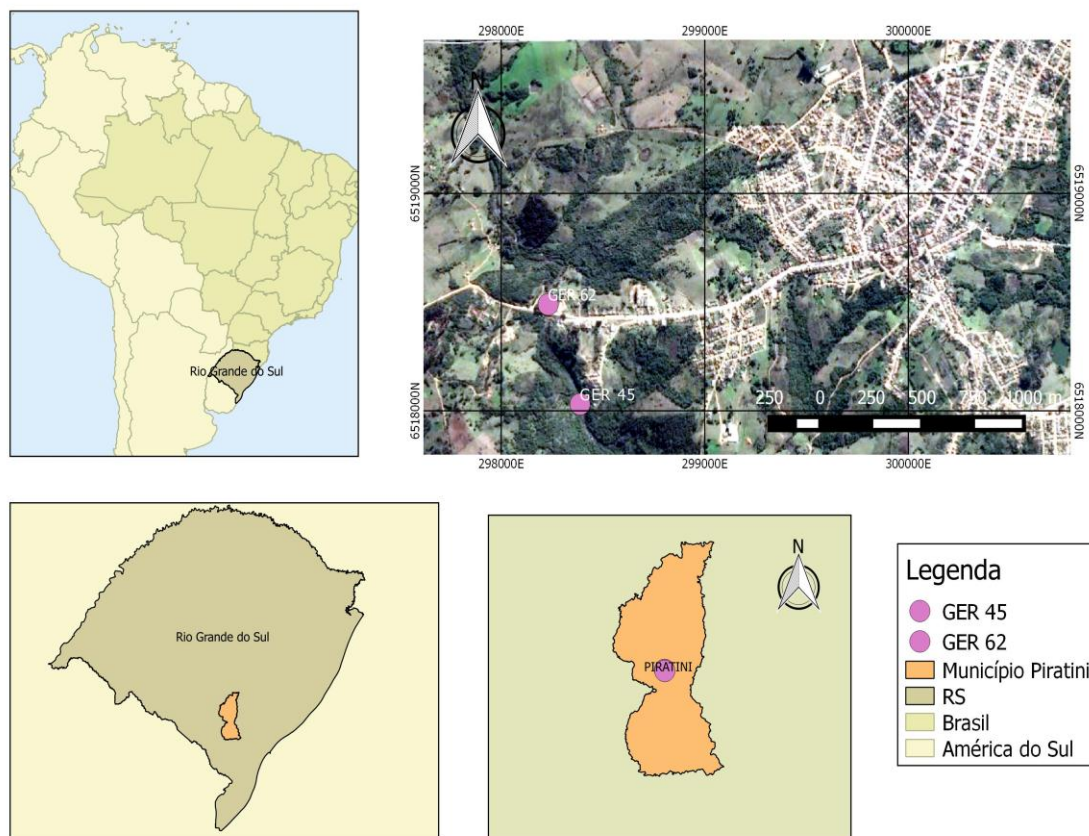 Rio Grande do Sul
298000E 299000E 300000E
N
6519000N 6519000N
GER 62
GER 45
6518000N 6518000N
250 0 250 500 750 1000 m
298000E 299000E 300000E
Rio Grande do Sul
N
PIRATINI
Legenda
GER 45
GER 62
Município Piratini
RS
Brasil
América do Sul